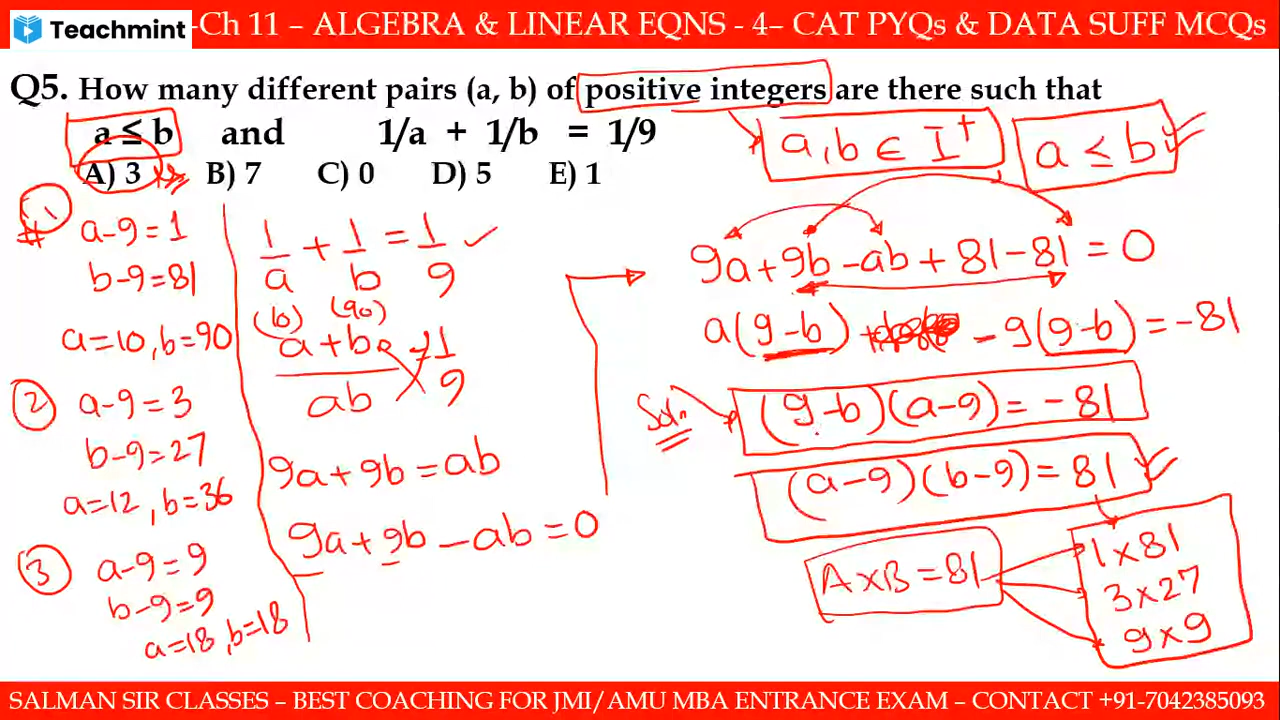 Teachmint
-Ch 11 – ALGEBRA & LINEAR EQNS - 4– CAT PYQs & DATA SUFF MCQs
Q5. How many different pairs (a, b) of positive integers are there such that
a ≤ b and 1/a + 1/b = 1/9
A) 3 B) 7 C) 0 D) 5 E) 1
a, b ∈ I⁺
a ≤ b
1
a-9=1
b-9=81
a=10, b=90
2
a-9=3
b-9=27
a=12, b=36
3
a-9=9
b-9=9
a=18, b=18
1/a + 1/b = 1/9
(90)
a+b/ab = 1/9
9a+9b=ab
9a+9b-ab=0
9a+9b-ab+81-81=0
a(9-b) -9(9-b)=-81
Soln
(9-b)(a-9)=-81
(a-9)(b-9)=81
A×B=81
1×81
3×27
9×9
SALMAN SIR CLASSES – BEST COACHING FOR JMI/AMU MBA ENTRANCE EXAM – CONTACT +91-7042385093